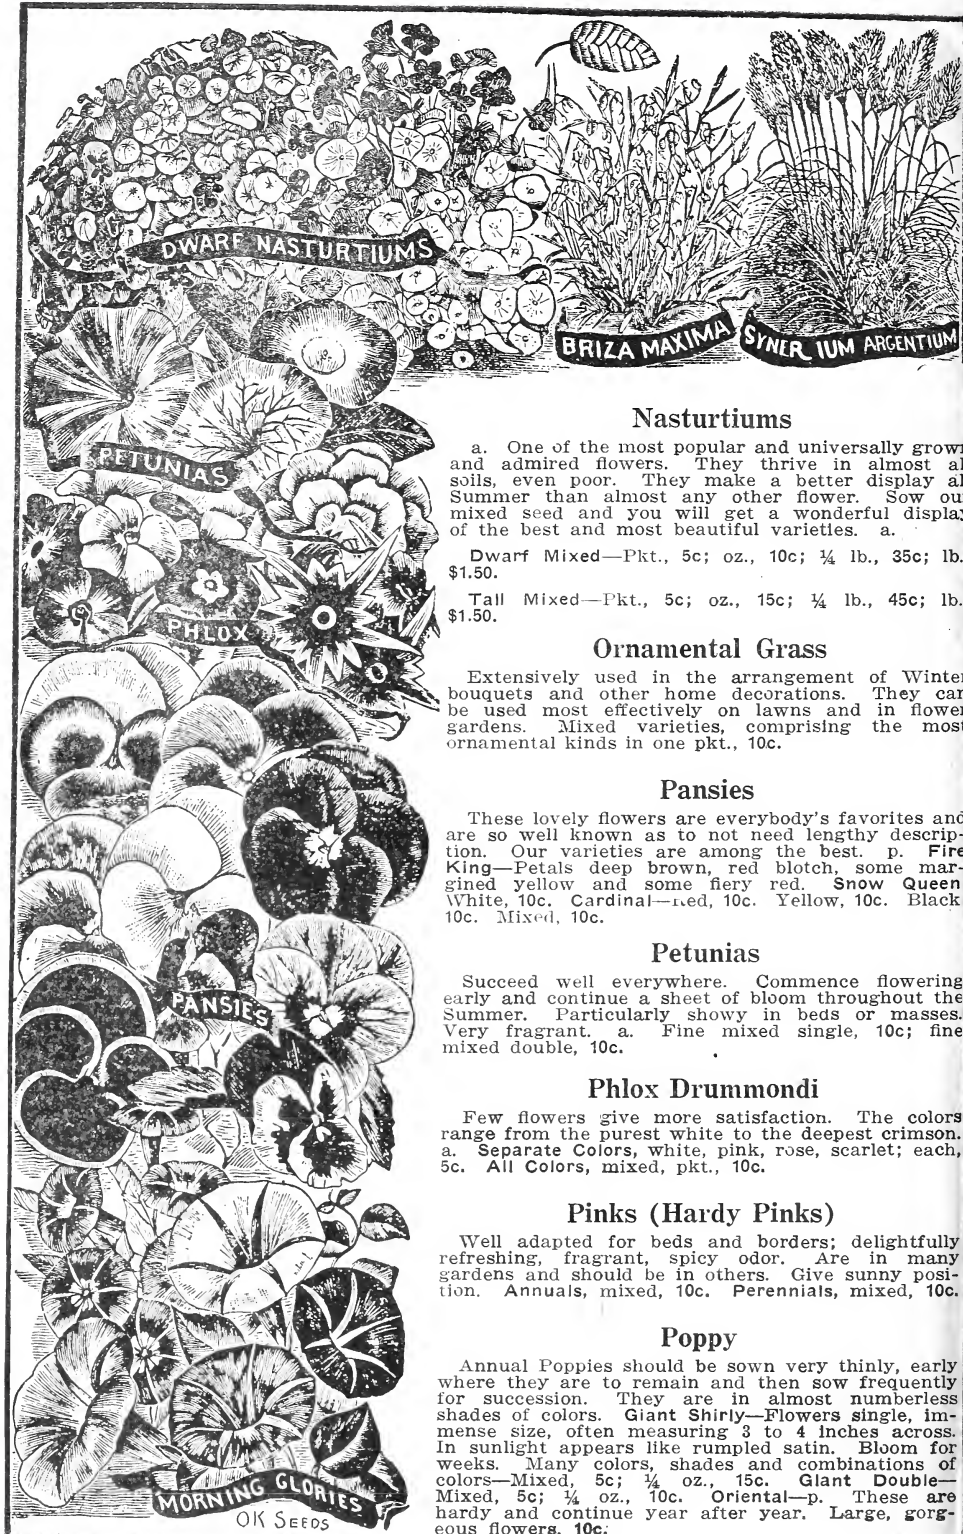 DWARF NASTURTIUMS
BRIZA MAXIMA
SYNERIUM ARGENTIUM
PETUNIAS
PHLOX
PANSIES
MORNING GLORIES
OK SEEDS
Nasturtiums
a. One of the most popular and universally grown
and admired flowers. They thrive in almost al
soils, even poor. They make a better display al
Summer than almost any other flower. Sow ou
mixed seed and you will get a wonderful display
of the best and most beautiful varieties. a.
Dwarf Mixed—Pkt., 5c; oz., 10c; ¼ lb., 35c; lb.
$1.50.
Tall Mixed—Pkt., 5c; oz., 15c; ¼ lb., 45c; lb.
$1.50.
Ornamental Grass
Extensively used in the arrangement of Winter
bouquets and other home decorations. They can
be used most effectively on lawns and in flower
gardens. Mixed varieties, comprising the most
ornamental kinds in one pkt., 10c.
Pansies
These lovely flowers are everybody's favorites and
are so well known as to not need lengthy descrip-
tion. Our varieties are among the best. p. Fire
King—Petals deep brown, red blotch, some mar-
gined yellow and some fiery red. Snow Queen
White, 10c. Cardinal—Red, 10c. Yellow, 10c. Black
10c. Mixed, 10c.
Petunias
Succeed well everywhere. Commence flowering
early and continue a sheet of bloom throughout the
Summer. Particularly showy in beds or masses.
Very fragrant. a. Fine mixed single, 10c; fine
mixed double, 10c.
Phlox Drummondi
Few flowers give more satisfaction. The colors
range from the purest white to the deepest crimson.
a. Separate Colors, white, pink, rose, scarlet; each,
5c. All Colors, mixed, pkt., 10c.
Pinks (Hardy Pinks)
Well adapted for beds and borders; delightfully
refreshing, fragrant, spicy odor. Are in many
gardens and should be in others. Give sunny posi-
tion. Annuals, mixed, 10c. Perennials, mixed, 10c.
Poppy
Annual Poppies should be sown very thinly, early
where they are to remain and then sow frequently
for succession. They are in almost numberless
shades of colors. Giant Shirly—Flowers single, im-
mense size, often measuring 3 to 4 inches across.
In sunlight appears like rumpled satin. Bloom for
weeks. Many colors, shades and combinations of
colors—Mixed, 5c; ¼ oz., 15c. Giant Double—
Mixed, 5c; ¼ oz., 10c. Oriental—p. These are
hardy and continue year after year. Large, gorg-
eous flowers, 10c.